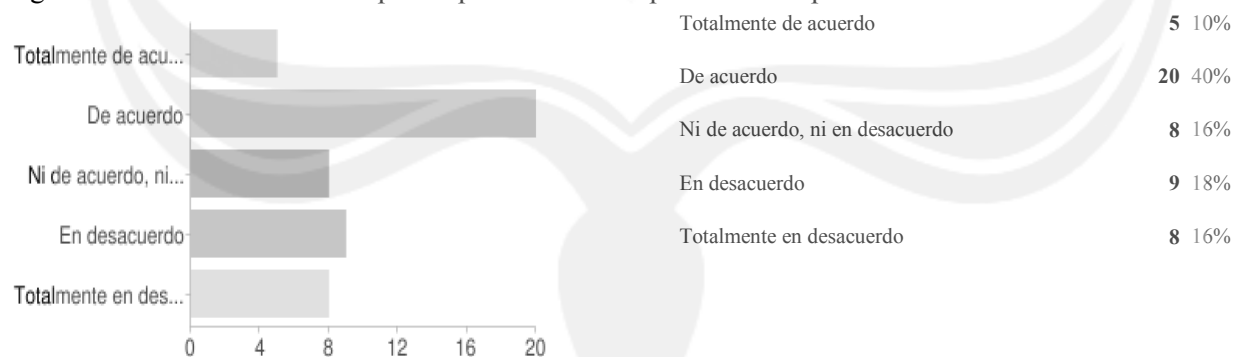 Totalmente de acu...
De acuerdo
Ni de acuerdo, ni...
En desacuerdo
Totalmente en des...
0 4 8 12 16 20
Totalmente de acuerdo 5 10%
De acuerdo 20 40%
Ni de acuerdo, ni en desacuerdo 8 16%
En desacuerdo 9 18%
Totalmente en desacuerdo 8 16%